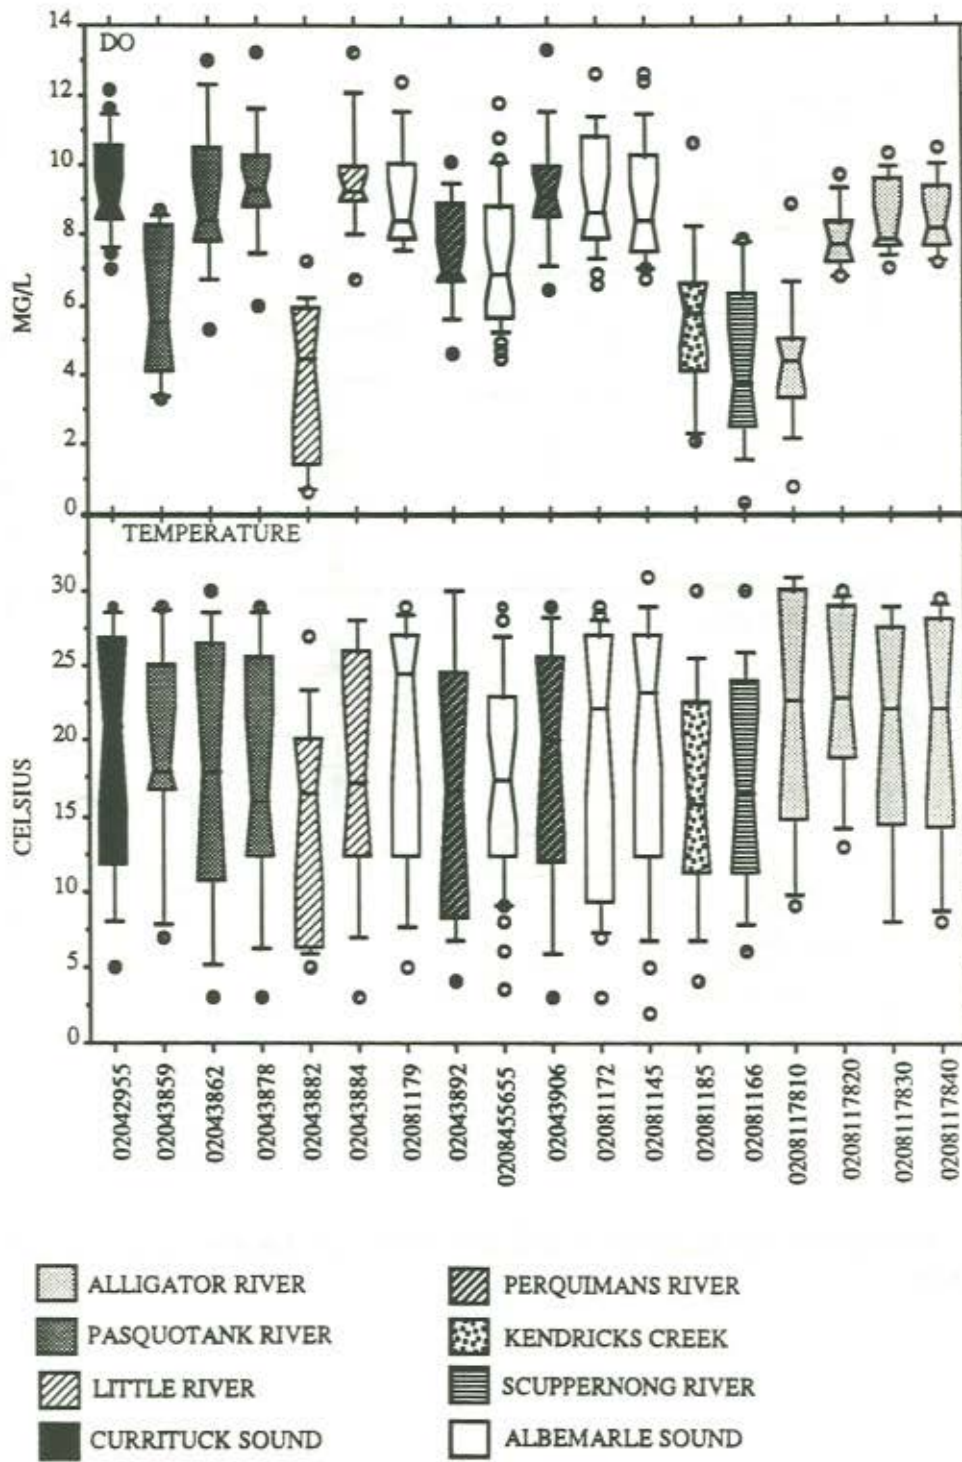 14
DO
12
10
8
6
4
2
0
MG/L
TEMPERATURE
30
25
20
15
10
5
0
CELSIUS
02042955
02043859
02043862
02043878
02043882
02043884
02081179
02043892
0208455655
02043906
02081172
02081145
02081185
02081166
0208117810
0208117820
0208117830
0208117840
ALLIGATOR RIVER
PERQUIMANS RIVER
PASQUOTANK RIVER
KENDRICKS CREEK
LITTLE RIVER
SCUPPERNONG RIVER
CURRITUCK SOUND
ALBEMARLE SOUND